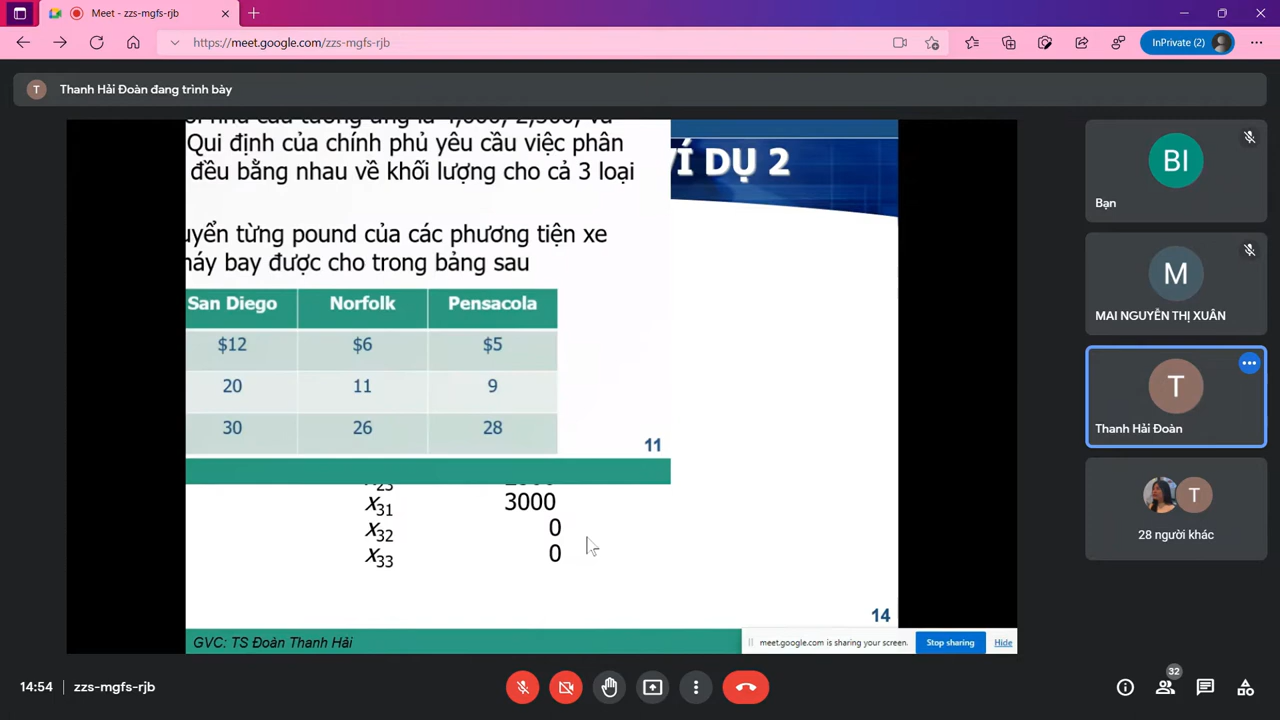 Meet - zzs-mgfs-rjb
https://meet.google.com/zzs-mgfs-rjb
InPrivate (2)
T
Thanh Hải Đoàn đang trình bày
Qui định của chính phủ yêu cầu việc phân
đều bằng nhau về khối lượng cho cả 3 loại
từng pound của các phương tiện xe
bay được cho trong bảng sau
San Diego Norfolk Pensacola
$12 $6 $5
20 11 9
30 26 28
11
DỤ 2
x23
x31 3000
x32 0
x33 0
14
GVC: TS Đoàn Thanh Hải
meet.google.com is sharing your screen. Stop sharing Hide
BI
Bạn
M
MAI NGUYỄN THỊ XUÂN
T
Thanh Hải Đoàn
T
28 người khác
14:54 zzs-mgfs-rjb
32